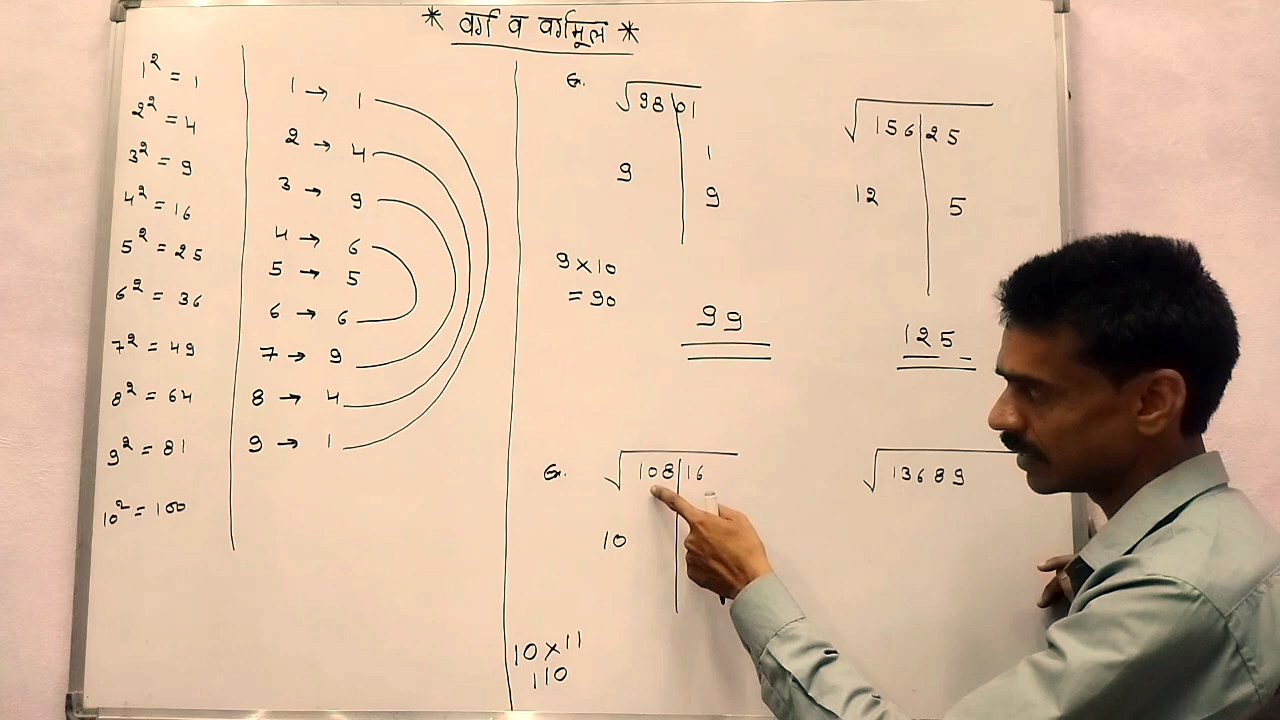 * वर्ग व वर्गमूल *
1² = 1
2² = 4
3² = 9
4² = 16
5² = 25
6² = 36
7² = 49
8² = 64
9² = 81
10² = 100
1 → 1
2 → 4
3 → 9
4 → 6
5 → 5
6 → 6
7 → 9
8 → 4
9 → 1
√98|01
1
9 9
9 × 10
= 90
99
√156|25
12 5
125
√108|16
10
10 × 11
110
√13689